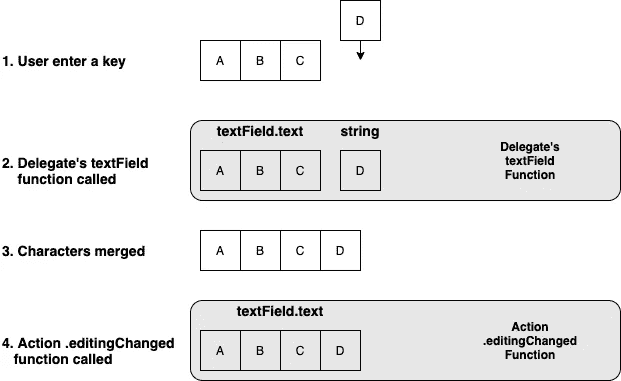 D
1. User enter a key
A B C
textField.text string
2. Delegate's textField
function called
A B C D
Delegate's
textField
Function
3. Characters merged
A B C D
textField.text
4. Action .editingChanged
function called
A B C D
Action
.editingChanged
Function